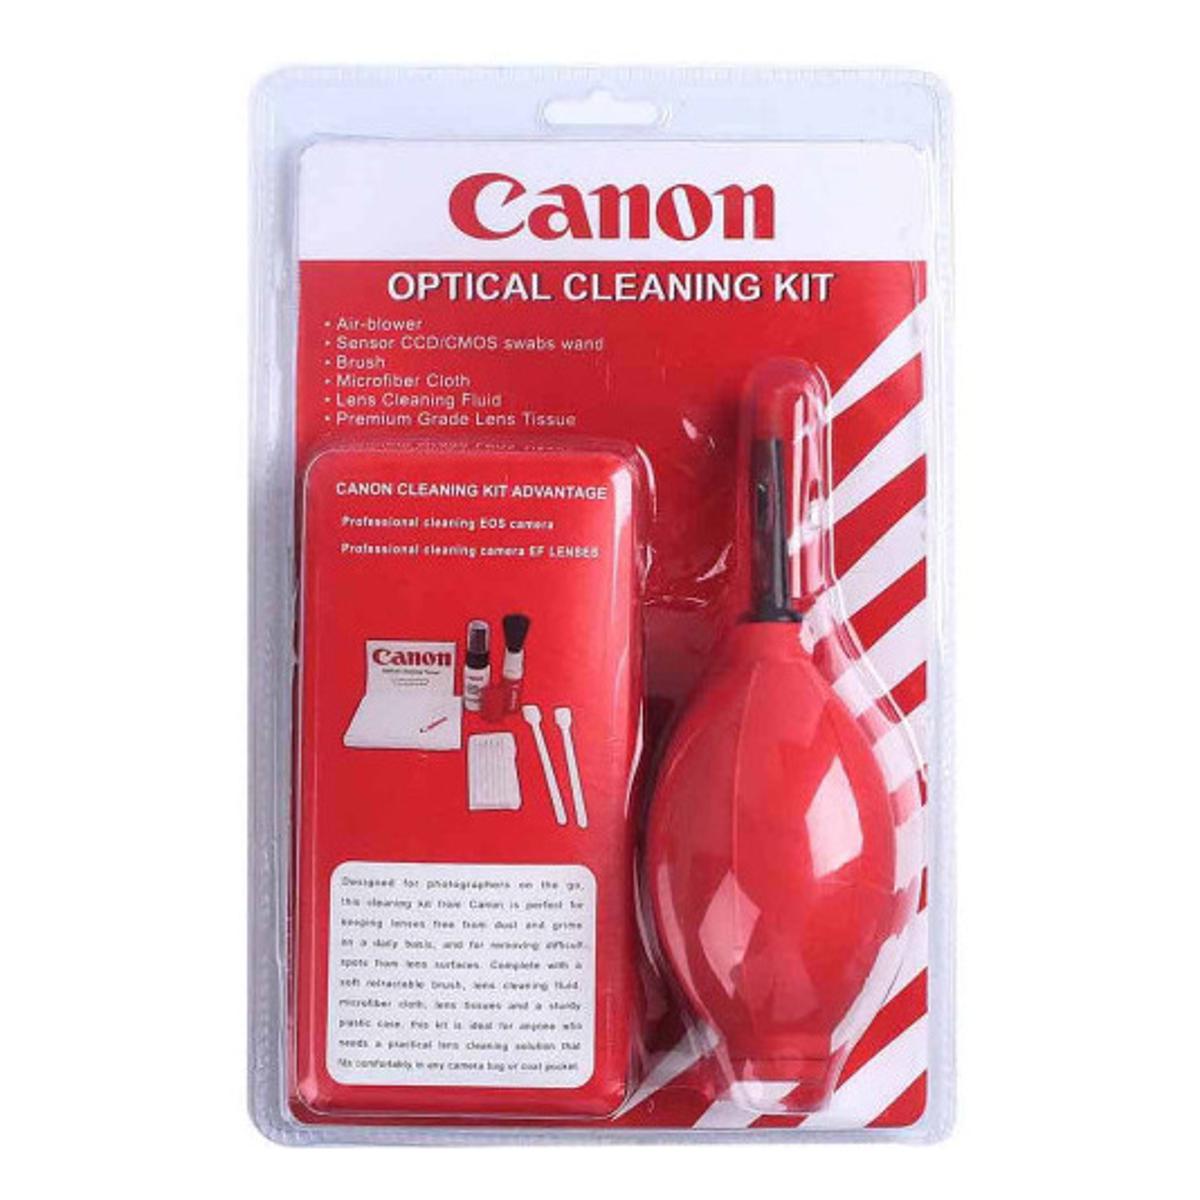 Canon
OPTICAL CLEANING KIT
• Air-blower
• Sensor CCD/CMOS swabs wand
• Brush
• Microfiber Cloth
• Lens Cleaning Fluid
• Premium Grade Lens Tissue
CANON CLEANING KIT ADVANTAGE
Professional cleaning EOS camera
Professional cleaning camera EF LENSES
Canon
Designed for photographers on the go,
this cleaning kit from Canon is perfect for
keeping lenses free from dust and grime
on a daily basis, and for removing difficult
spots from lens surfaces. Complete with a
soft retractable brush, lens cleaning fluid,
microfiber cloth, lens tissues and a sturdy
plastic case, this kit is ideal for anyone who
needs a practical lens cleaning solution that
fits comfortably in any camera bag or coat pocket.